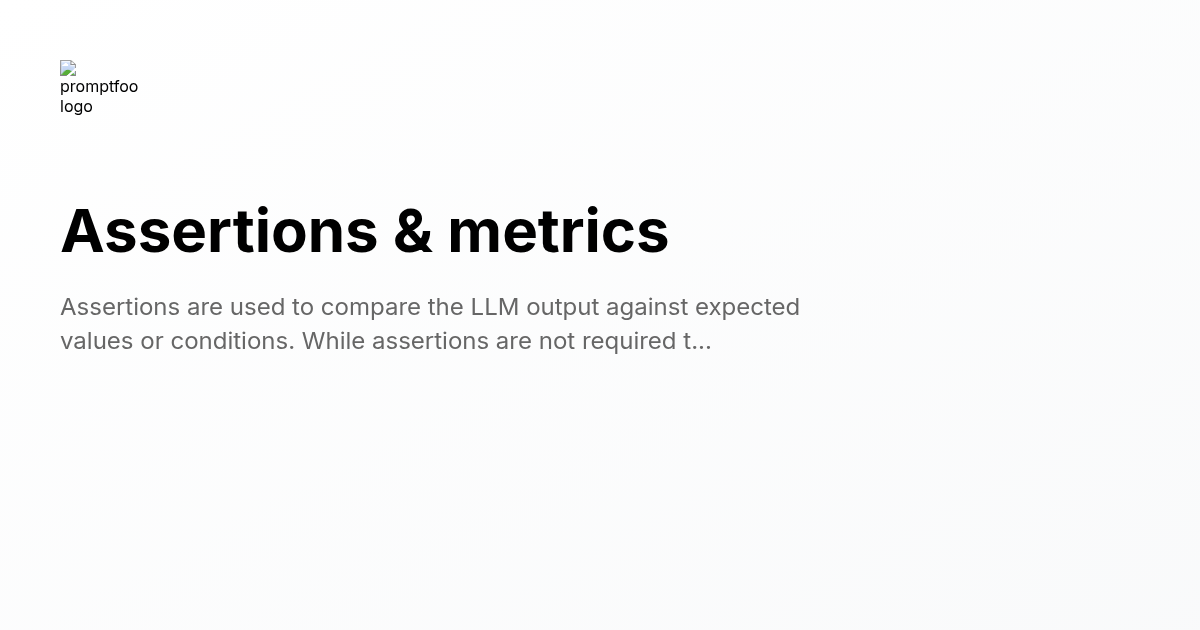 promptfoo
logo
Assertions & metrics
Assertions are used to compare the LLM output against expected
values or conditions. While assertions are not required t...